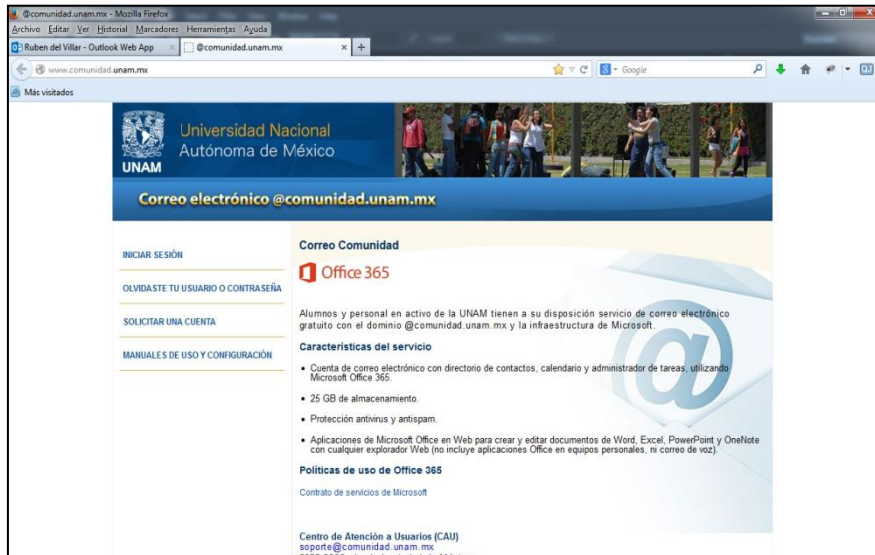 @comunidad.unam.mx - Mozilla Firefox
Archivo Editar Ver Historial Marcadores Herramientas Ayuda
Ruben del Villar - Outlook Web App
@comunidad.unam.mx
www.comunidad.unam.mx
Google
Más visitados
Universidad Nacional
Autónoma de México
UNAM
Correo electrónico @comunidad.unam.mx
INICIAR SESIÓN
OLVIDASTE TU USUARIO O CONTRASEÑA
SOLICITAR UNA CUENTA
MANUALES DE USO Y CONFIGURACIÓN
Correo Comunidad
Office 365
Alumnos y personal en activo de la UNAM tienen a su disposición servicio de correo electrónico
gratuito con el dominio @comunidad.unam.mx y la infraestructura de Microsoft.
Características del servicio
• Cuenta de correo electrónico con directorio de contactos, calendario y administrador de tareas, utilizando
Microsoft Office 365.
• 25 GB de almacenamiento.
• Protección antivirus y antispam.
• Aplicaciones de Microsoft Office en Web para crear y editar documentos de Word, Excel, PowerPoint y OneNote
con cualquier explorador Web (no incluye aplicaciones Office en equipos personales, ni correo de voz).
Políticas de uso de Office 365
Contrato de servicios de Microsoft
Centro de Atención a Usuarios (CAU)
soporte@comunidad.unam.mx